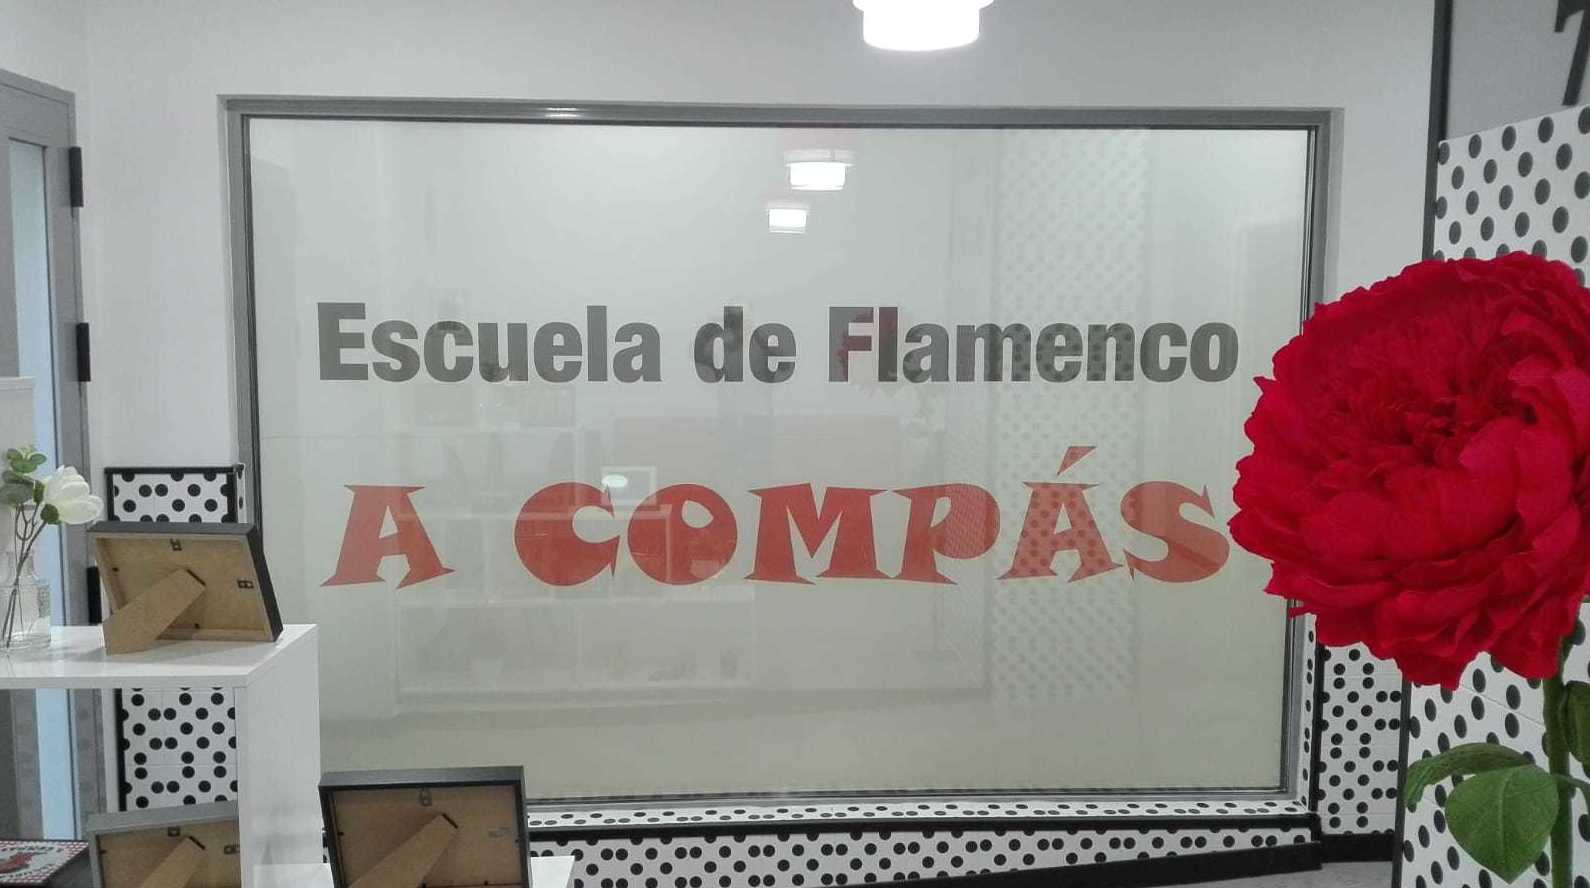 Escuela de Flamenco
A COMPÁS